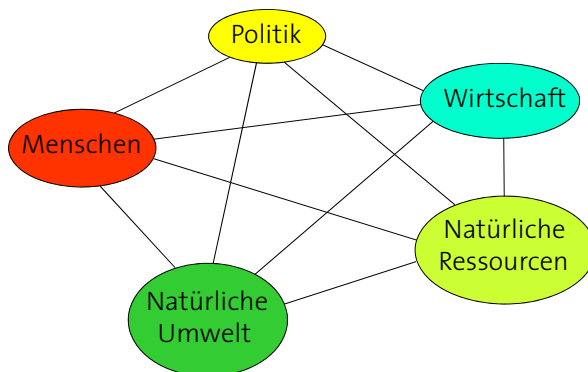 Politik
Wirtschaft
Menschen
Natürliche
Ressourcen
Natürliche
Umwelt